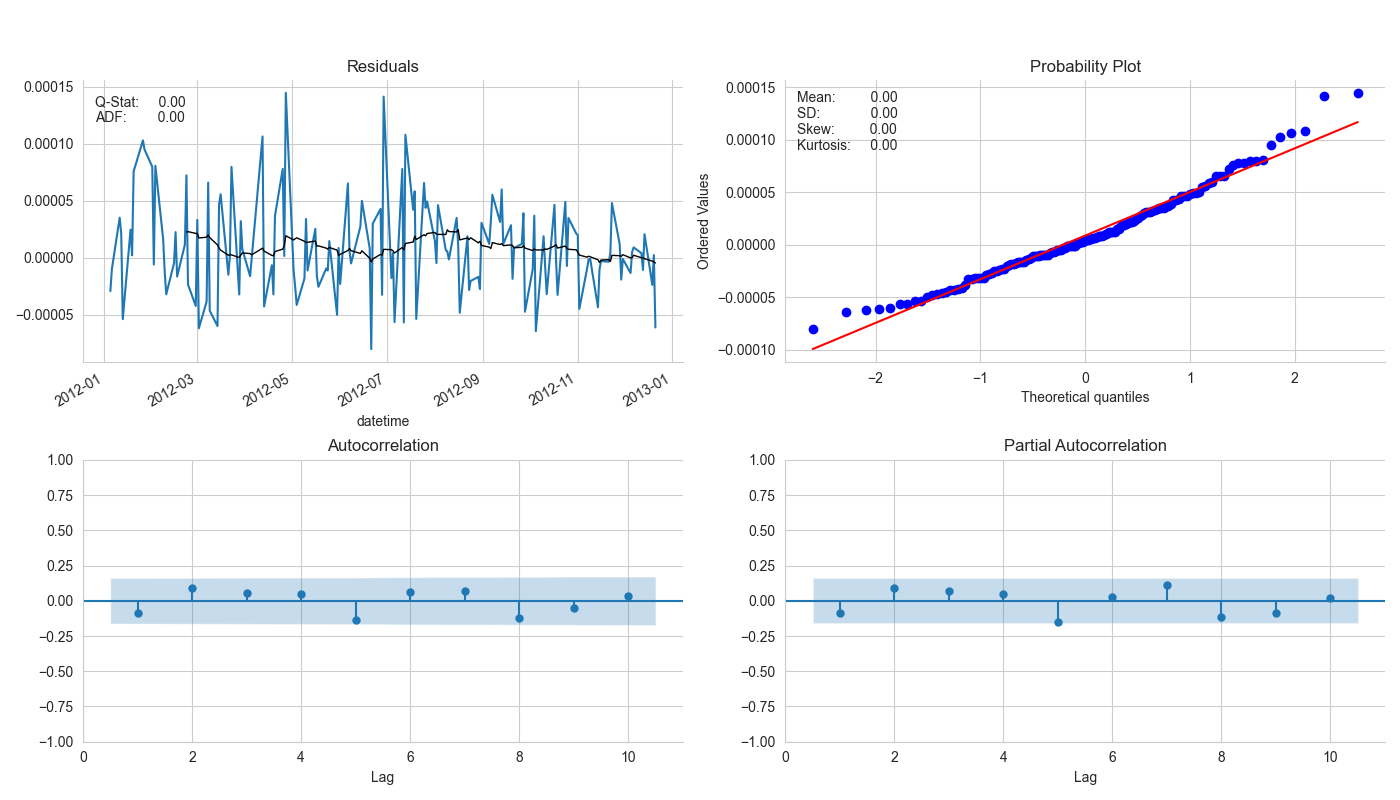 Residuals
0.00015
0.00010
0.00005
0.00000
−0.00005
Q-Stat: 0.00
ADF: 0.00
2012-01
2012-03
2012-05
2012-07
2012-09
2012-11
2013-01
datetime
Probability Plot
Ordered Values
0.00015
0.00010
0.00005
0.00000
−0.00005
−0.00010
Mean: 0.00
SD: 0.00
Skew: 0.00
Kurtosis: 0.00
−2 −1 0 1 2
Theoretical quantiles
Autocorrelation
1.00
0.75
0.50
0.25
0.00
−0.25
−0.50
−0.75
−1.00
0 2 4 6 8 10
Lag
Partial Autocorrelation
1.00
0.75
0.50
0.25
0.00
−0.25
−0.50
−0.75
−1.00
0 2 4 6 8 10
Lag